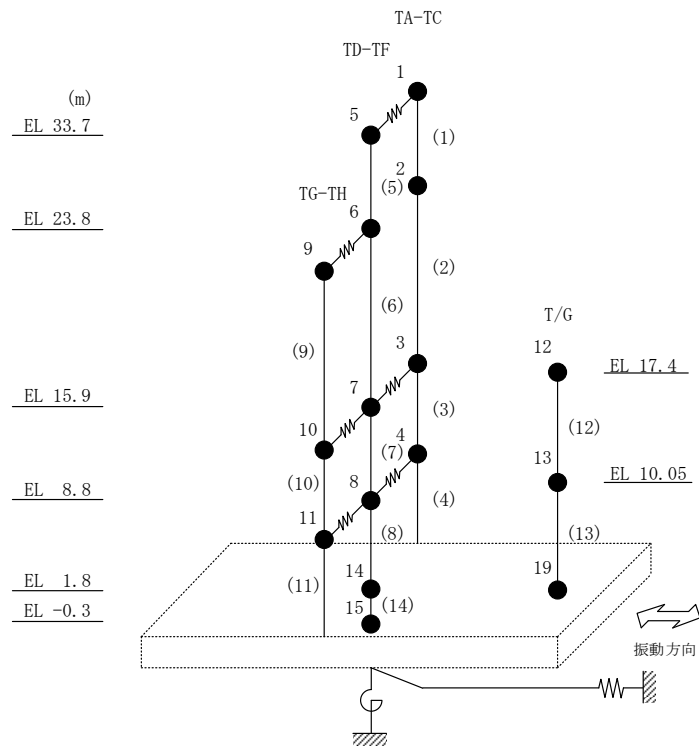 TA-TC
TD-TF
1
(m)
5
EL 33.7
(1)
2
(5)
TG-TH
6
EL 23.8
9
(2)
(6)
T/G
(9)
3
12
EL 17.4
7
EL 15.9
(3)
10
(12)
4
13
(7)
(10)
8
EL 10.05
EL 8.8
(4)
11
(8)
(13)
14
19
EL 1.8
(11)
15
(14)
EL -0.3
振動方向